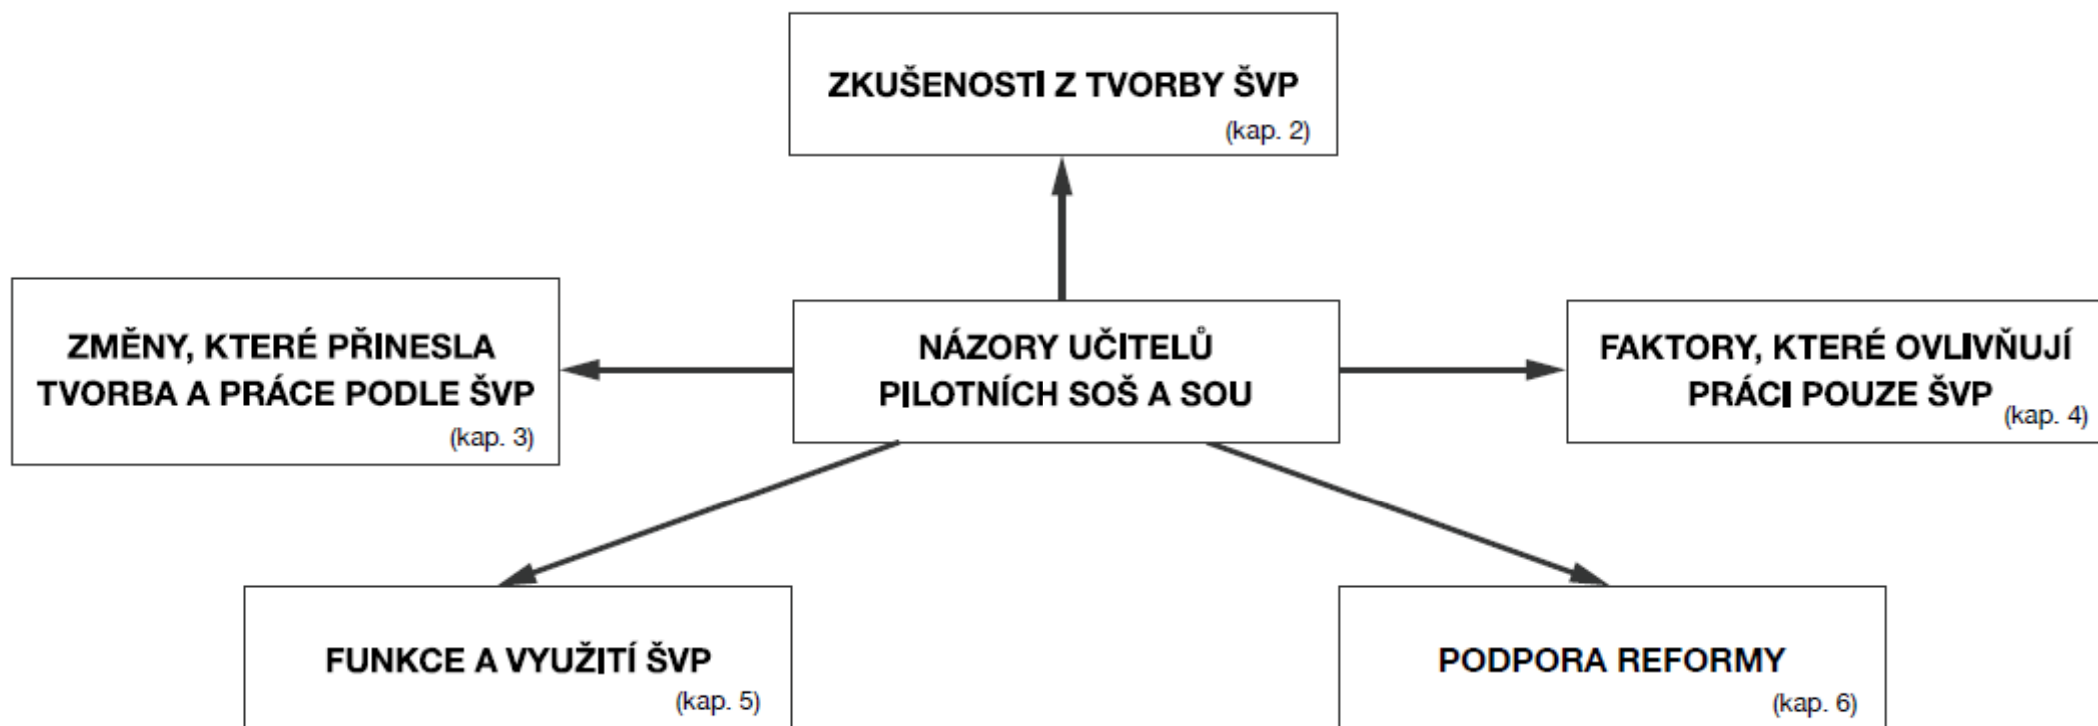 ZKUŠENOSTI Z TVORBY ŠVP
(kap. 2)
ZMĚNY, KTERÉ PŘINESLA
TVORBA A PRÁCE PODLE ŠVP
(kap. 3)
NÁZORY UČITELŮ
PILOTNÍCH SOŠ A SOU
FAKTORY, KTERÉ OVLIVŇUJÍ
PRÁCI POUZE ŠVP
(kap. 4)
FUNKCE A VYUŽITÍ ŠVP
(kap. 5)
PODPORA REFORMY
(kap. 6)